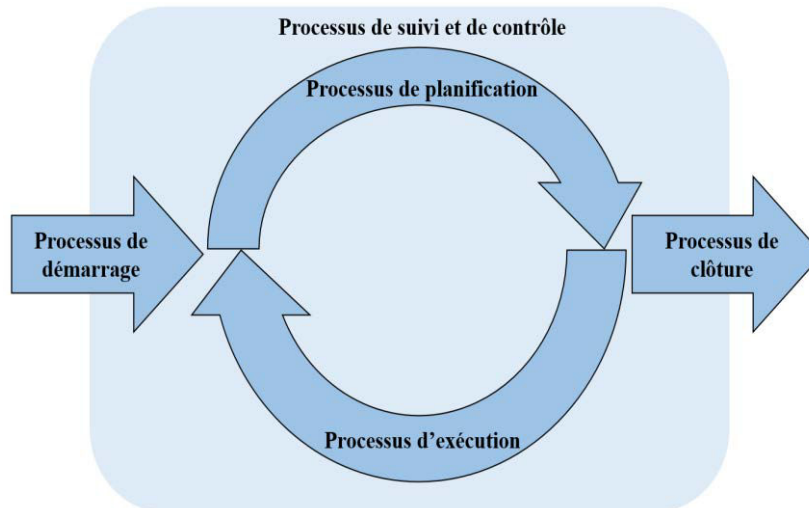 Processus de suivi et de contrôle
Processus de planification
Processus de
démarrage
Processus de
clôture
Processus d’exécution